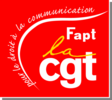 pour le droit à la communication
Fapt
la
cgt